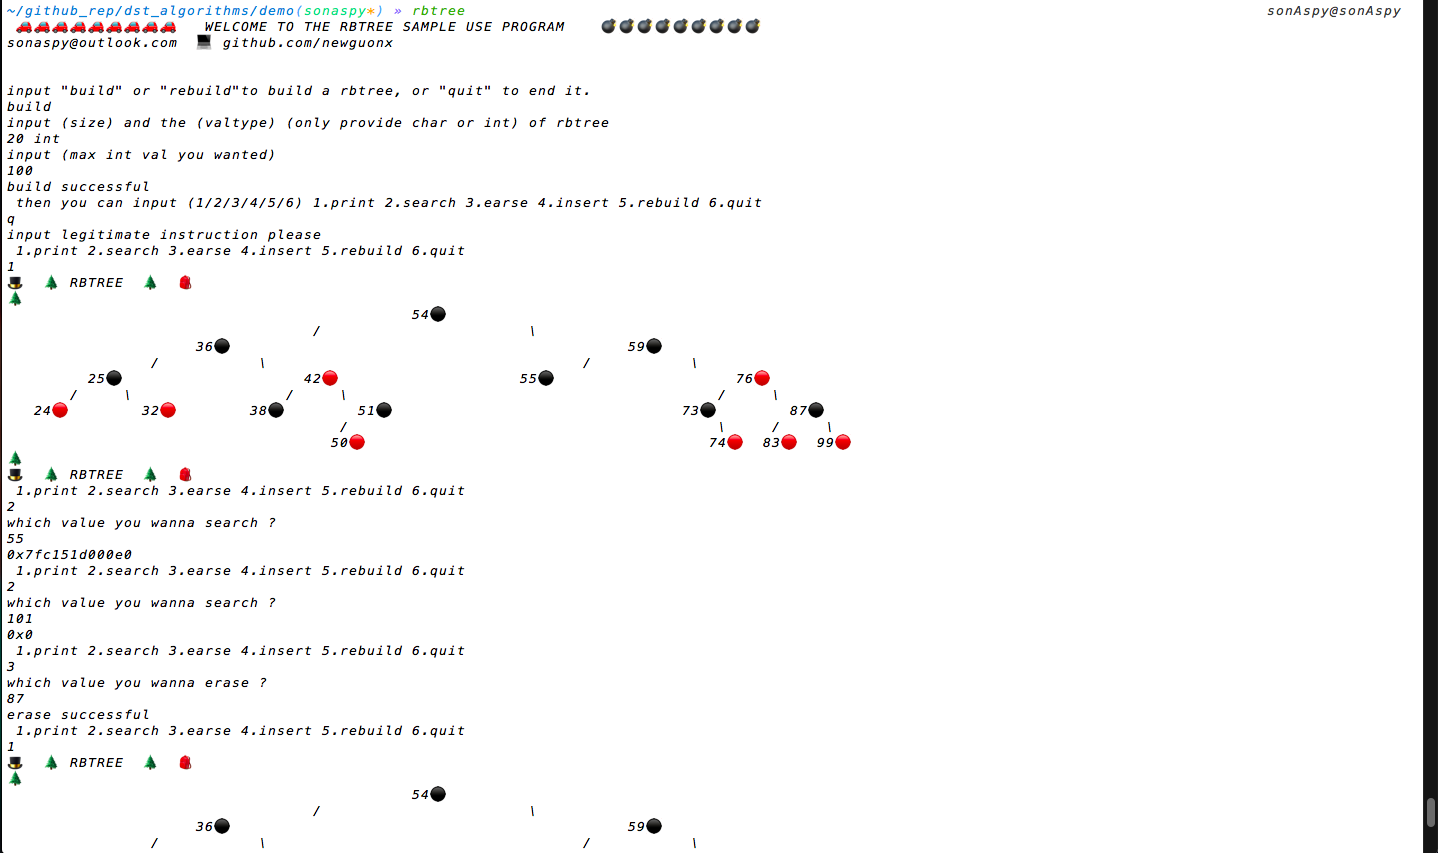 ~/github_rep/dst_algorithms/demo(sonaspy*) » rbtree sonAspy@sonAspy
WELCOME TO THE RBTREE SAMPLE USE PROGRAM
sonaspy@outlook.com github.com/newguonx
input "build" or "rebuild"to build a rbtree, or "quit" to end it.
build
input (size) and the (valtype) (only provide char or int) of rbtree
20 int
input (max int val you wanted)
100
build successful
then you can input (1/2/3/4/5/6) 1.print 2.search 3.earse 4.insert 5.rebuild 6.quit
q
input legitimate instruction please
1.print 2.search 3.earse 4.insert 5.rebuild 6.quit
1
RBTREE
54
/ \
36 59
/ \ / \
25 42 55 76
/ \ / \ / \
24 32 38 51 73 87
/ \ / \
50 74 83 99
RBTREE
1.print 2.search 3.earse 4.insert 5.rebuild 6.quit
2
which value you wanna search ?
55
0x7fc151d000e0
1.print 2.search 3.earse 4.insert 5.rebuild 6.quit
2
which value you wanna search ?
101
0x0
1.print 2.search 3.earse 4.insert 5.rebuild 6.quit
3
which value you wanna erase ?
87
erase successful
1.print 2.search 3.earse 4.insert 5.rebuild 6.quit
1
RBTREE
54
/ \
36 59
/ \ / \